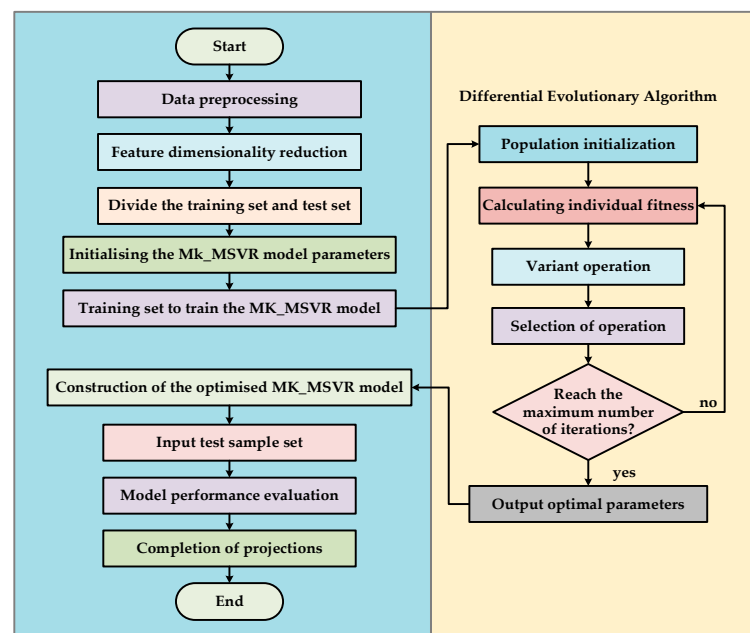 Start
Data preprocessing
Feature dimensionality reduction
Divide the training set and test set
Initialising the Mk_MSVR model parameters
Training set to train the MK_MSVR model
Construction of the optimised MK_MSVR model
Input test sample set
Model performance evaluation
Completion of projections
End
Differential Evolutionary Algorithm
Population initialization
Calculating individual fitness
Variant operation
Selection of operation
Reach the
maximum number
of iterations?
no
yes
Output optimal parameters